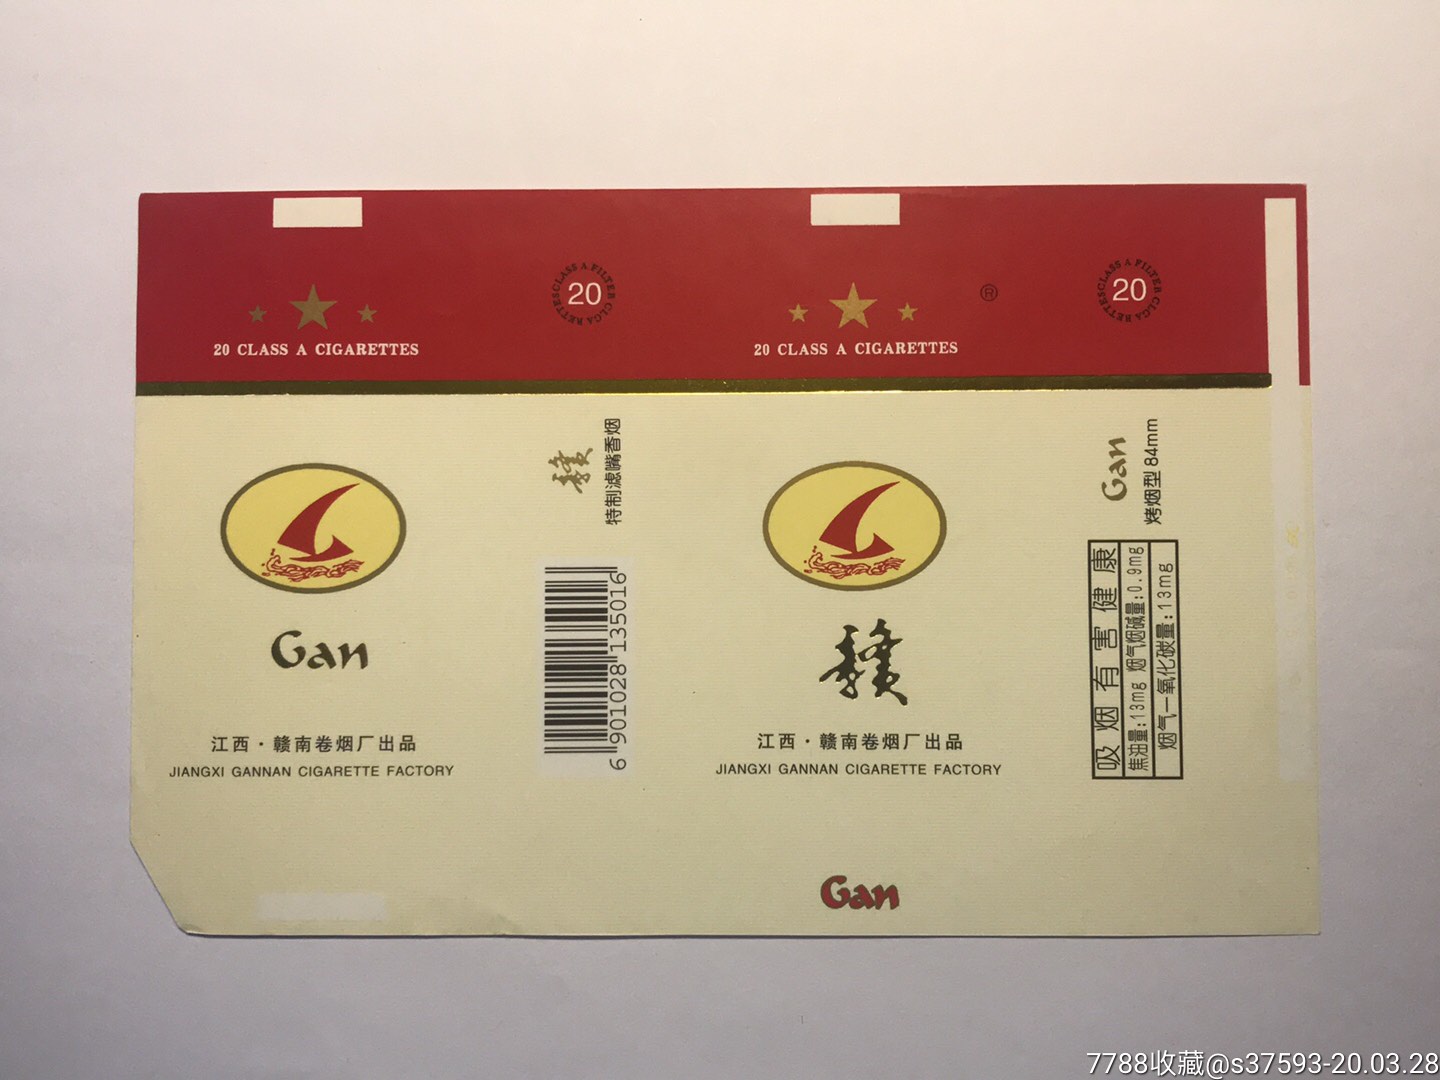 20 CLASS A CIGARETTES
CLASS A FILTER CLGA RETTES
20
20 CLASS A CIGARETTES
®
CLASS A FILTER CLGA RETTES
20
Gan
江西·赣南卷烟厂出品
JIANGXI GANNAN CIGARETTE FACTORY
赣
特制滤嘴香烟
6 901028 135016
赣
江西·赣南卷烟厂出品
JIANGXI GANNAN CIGARETTE FACTORY
Gan
Gan
烤烟型 84mm
吸烟有害健康
焦油量:13mg 烟气烟碱量:0.9mg
烟气一氧化碳量:13mg
7788收藏@s37593-20.03.28